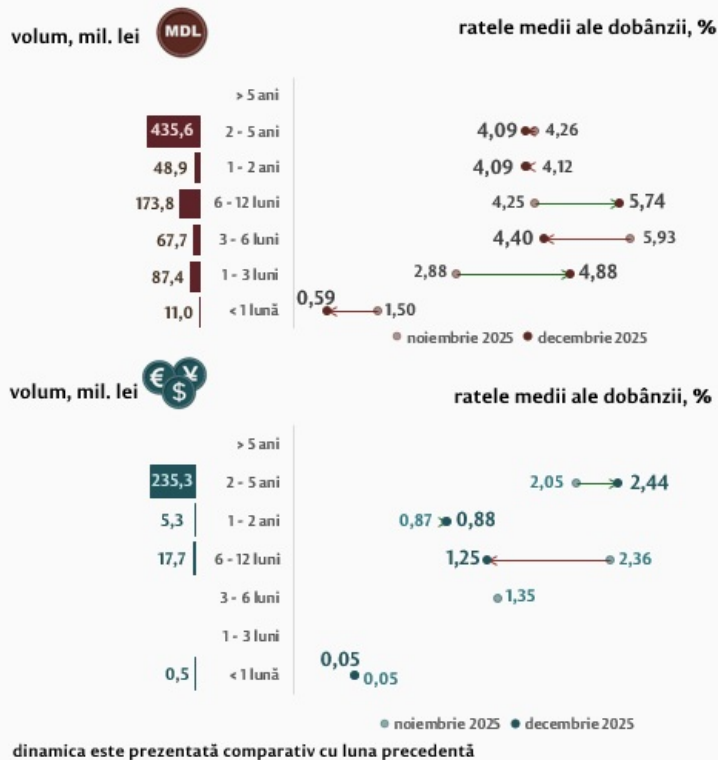 volum, mil. lei MDL ratele medii ale dobânzii, %
> 5 ani
435,6 2 - 5 ani 4,09 4,26
48,9 1 - 2 ani 4,09 4,12
173,8 6 - 12 luni 4,25 5,74
67,7 3 - 6 luni 4,40 5,93
87,4 1 - 3 luni 2,88 4,88
11,0 < 1 lună 0,59 1,50
noiembrie 2025 decembrie 2025
volum, mil. lei € $ ¥ ratele medii ale dobânzii, %
> 5 ani
235,3 2 - 5 ani 2,05 2,44
5,3 1 - 2 ani 0,87 0,88
17,7 6 - 12 luni 1,25 2,36
3 - 6 luni 1,35
1 - 3 luni
0,5 < 1 lună 0,05 0,05
noiembrie 2025 decembrie 2025
dinamica este prezentată comparativ cu luna precedentă